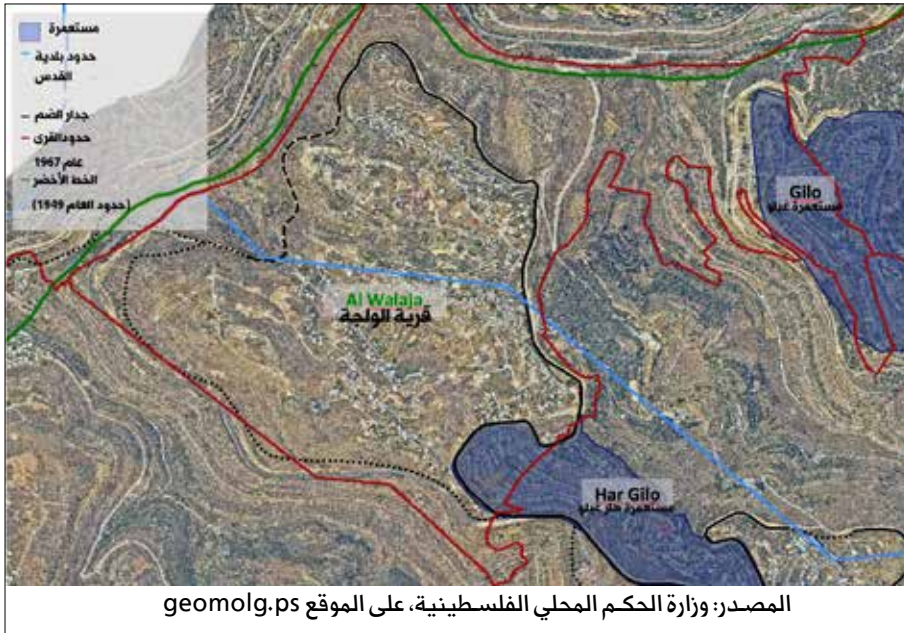 مستعمرة
حدود بلدية
القدس
جدار الضم
حدود القرى
عام 1967
الخط الأخضر
(حدود العام 1949)
Gilo
مستعمرة غيلو
Al Walaja
قرية الولجة
Har Gilo
مستعمرة هار غيلو
المصدر: وزارة الحكم المحلي الفلسطينية، على الموقع geomolg.ps